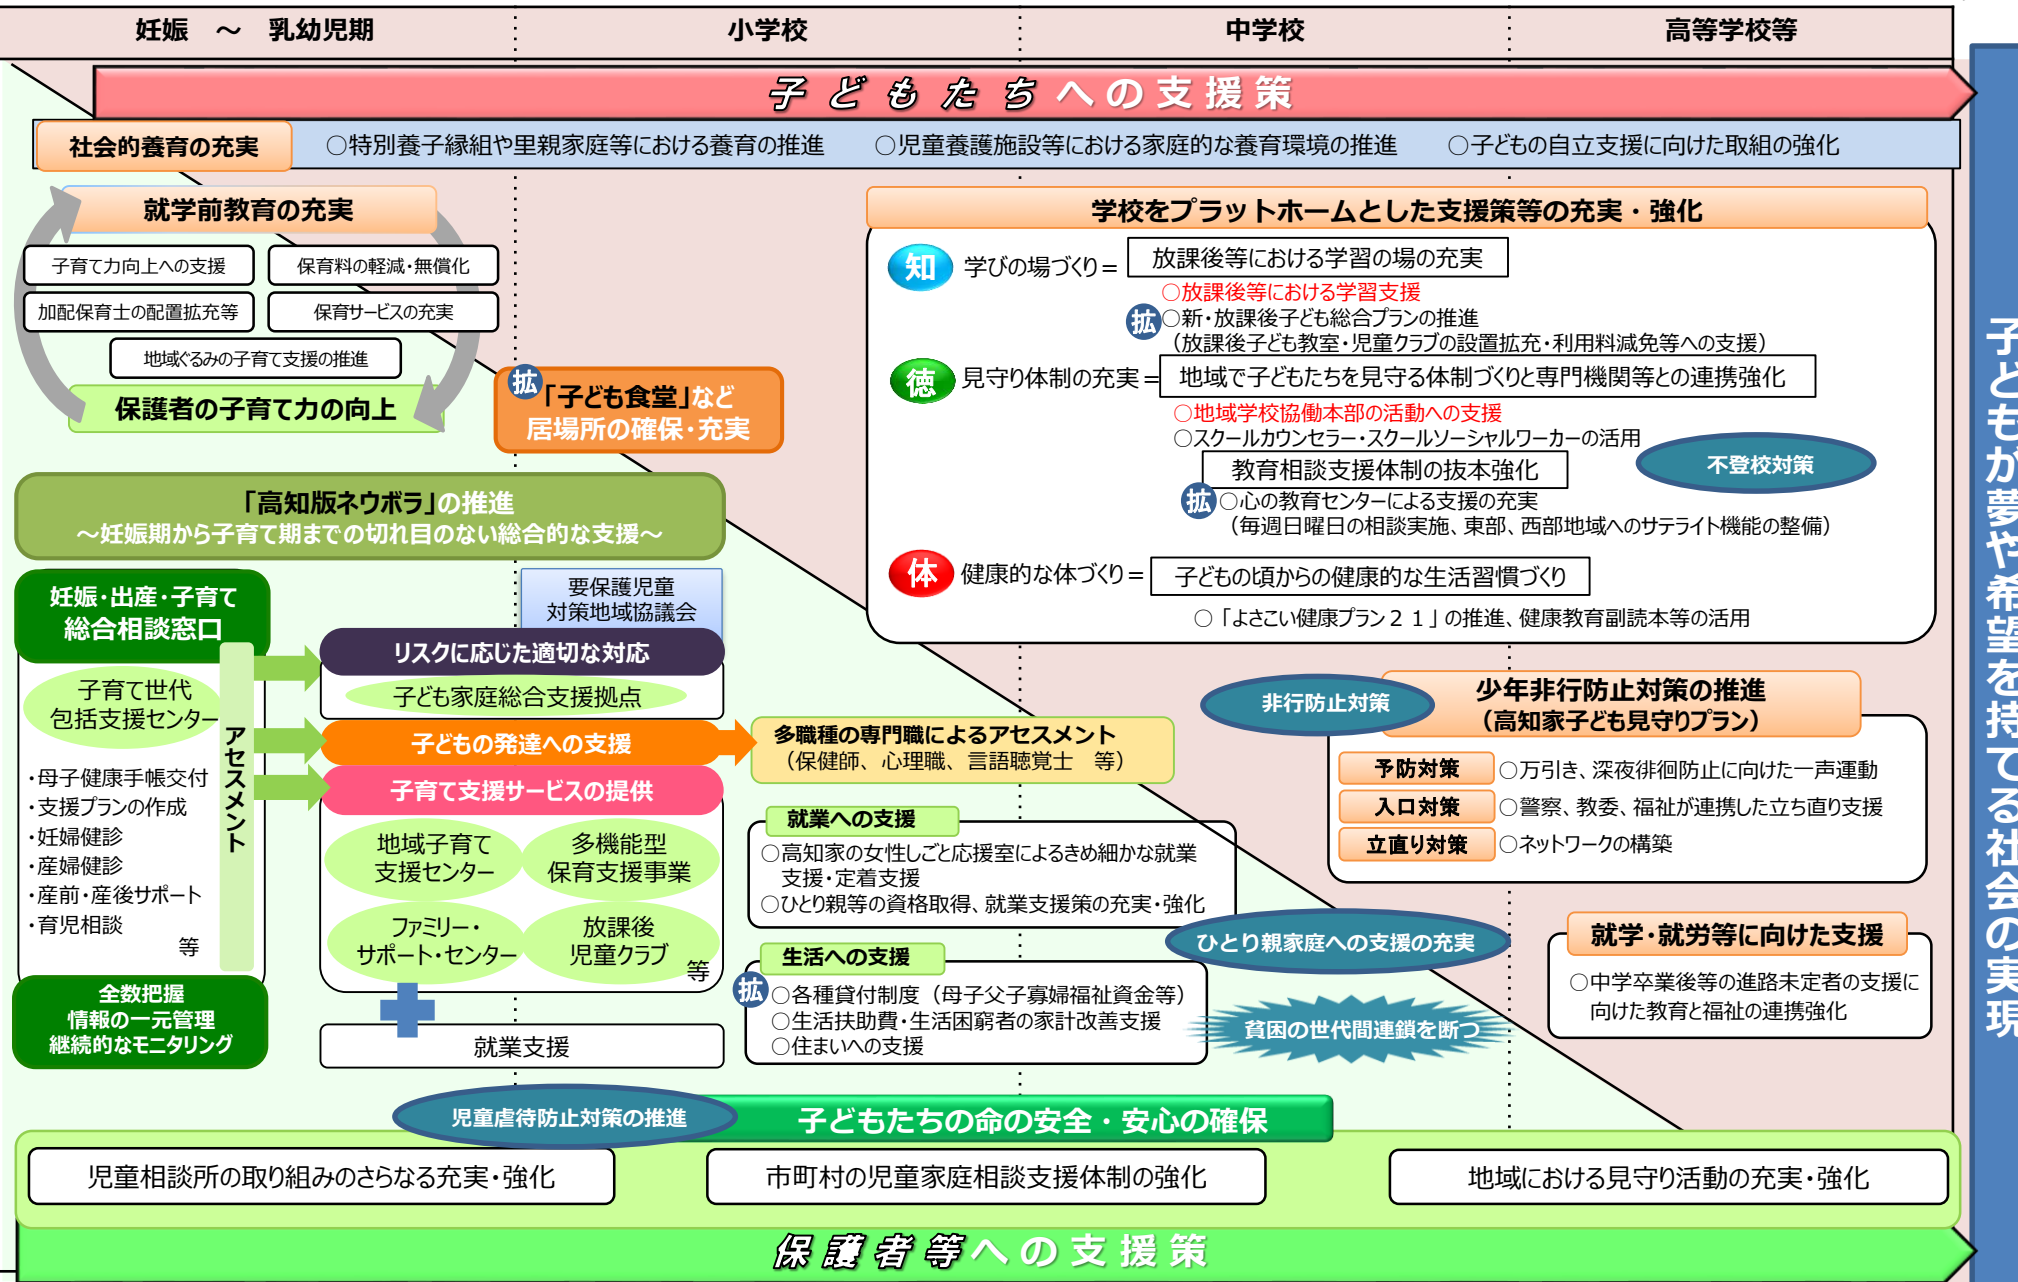 妊娠　～　乳幼児期
小学校
中学校
高等学校等
子どもたちへの支援策
社会的養育の充実
○特別養子縁組や里親家庭等における養育の推進
○児童養護施設等における家庭的な養育環境の推進
○子どもの自立支援に向けた取組の強化
就学前教育の充実
子育て力向上への支援
保育料の軽減・無償化
加配保育士の配置拡充等
保育サービスの充実
地域ぐるみの子育て支援の推進
保護者の子育て力の向上
拡
「子ども食堂」など
居場所の確保・充実
学校をプラットホームとした支援策等の充実・強化
知
学びの場づくり＝
放課後等における学習の場の充実
○放課後等における学習支援
拡
○新・放課後子ども総合プランの推進
（放課後子ども教室・児童クラブの設置拡充・利用料減免等への支援）
徳
見守り体制の充実＝
地域で子どもたちを見守る体制づくりと専門機関等との連携強化
○地域学校協働本部の活動への支援
○スクールカウンセラー・スクールソーシャルワーカーの活用
教育相談支援体制の抜本強化
不登校対策
拡
○心の教育センターによる支援の充実
（毎週日曜日の相談実施、東部、西部地域へのサテライト機能の整備）
体
健康的な体づくり＝
子どもの頃からの健康的な生活習慣づくり
○「よさこい健康プラン２１」の推進、健康教育副読本等の活用
「高知版ネウボラ」の推進
～妊娠期から子育て期までの切れ目のない総合的な支援～
妊娠・出産・子育て
総合相談窓口
子育て世代
包括支援センター
・母子健康手帳交付
・支援プランの作成
・妊婦健診
・産婦健診
・産前・産後サポート
・育児相談
等
アセスメント
全数把握
情報の一元管理
継続的なモニタリング
要保護児童
対策地域協議会
リスクに応じた適切な対応
子ども家庭総合支援拠点
子どもの発達への支援
子育て支援サービスの提供
地域子育て
支援センター
多機能型
保育支援事業
ファミリー・
サポート・センター
放課後
児童クラブ
等
就業支援
多職種の専門職によるアセスメント
（保健師、心理職、言語聴覚士　等）
就業への支援
○高知家の女性しごと応援室によるきめ細かな就業
支援・定着支援
○ひとり親等の資格取得、就業支援策の充実・強化
ひとり親家庭への支援の充実
生活への支援
拡
○各種貸付制度（母子父子寡婦福祉資金等）
○生活扶助費・生活困窮者の家計改善支援
○住まいへの支援
貧困の世代間連鎖を断つ
非行防止対策
少年非行防止対策の推進
（高知家子ども見守りプラン）
予防対策
○万引き、深夜徘徊防止に向けた一声運動
入口対策
○警察、教委、福祉が連携した立ち直り支援
立直り対策
○ネットワークの構築
就学・就労等に向けた支援
○中学卒業後等の進路未定者の支援に
向けた教育と福祉の連携強化
児童虐待防止対策の推進
子どもたちの命の安全・安心の確保
児童相談所の取り組みのさらなる充実・強化
市町村の児童家庭相談支援体制の強化
地域における見守り活動の充実・強化
保護者等への支援策
子どもが夢や希望を持てる社会の実現